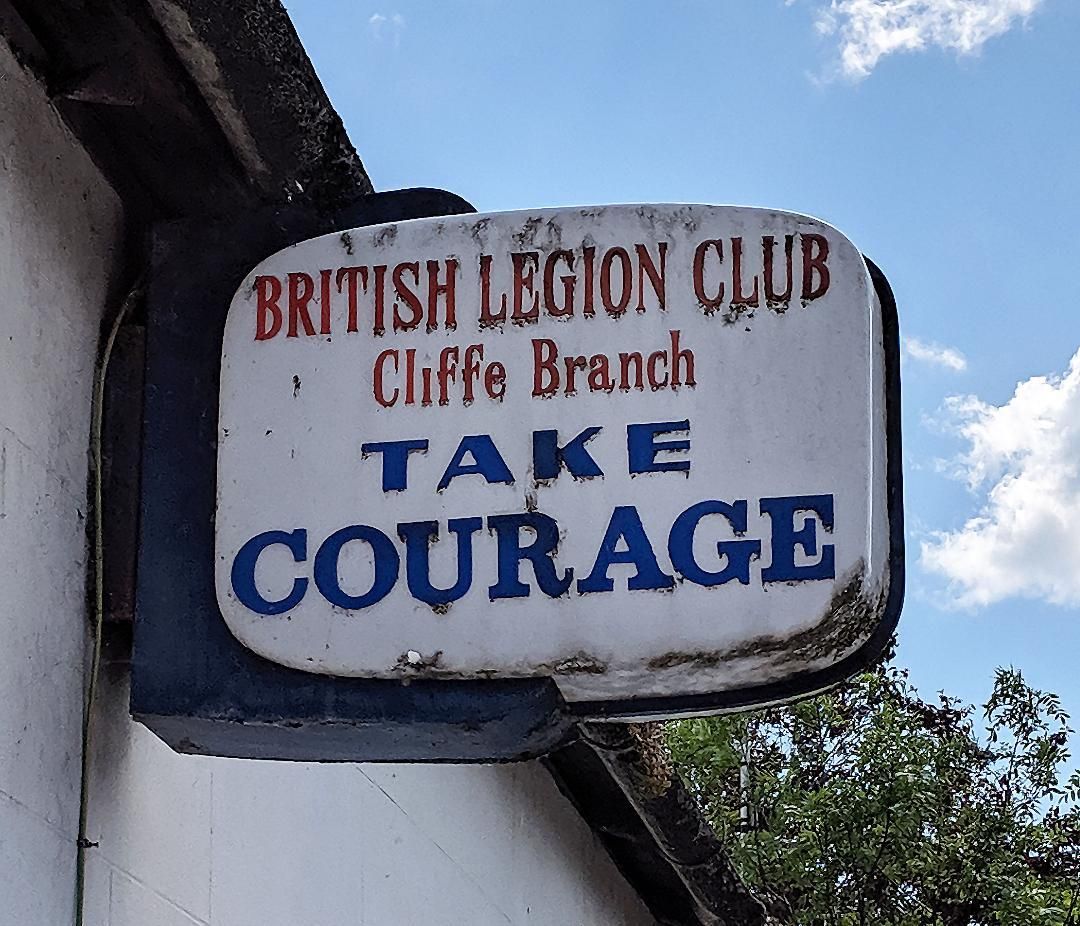 BRITISH LEGION CLUB
Cliffe Branch
TAKE
COURAGE